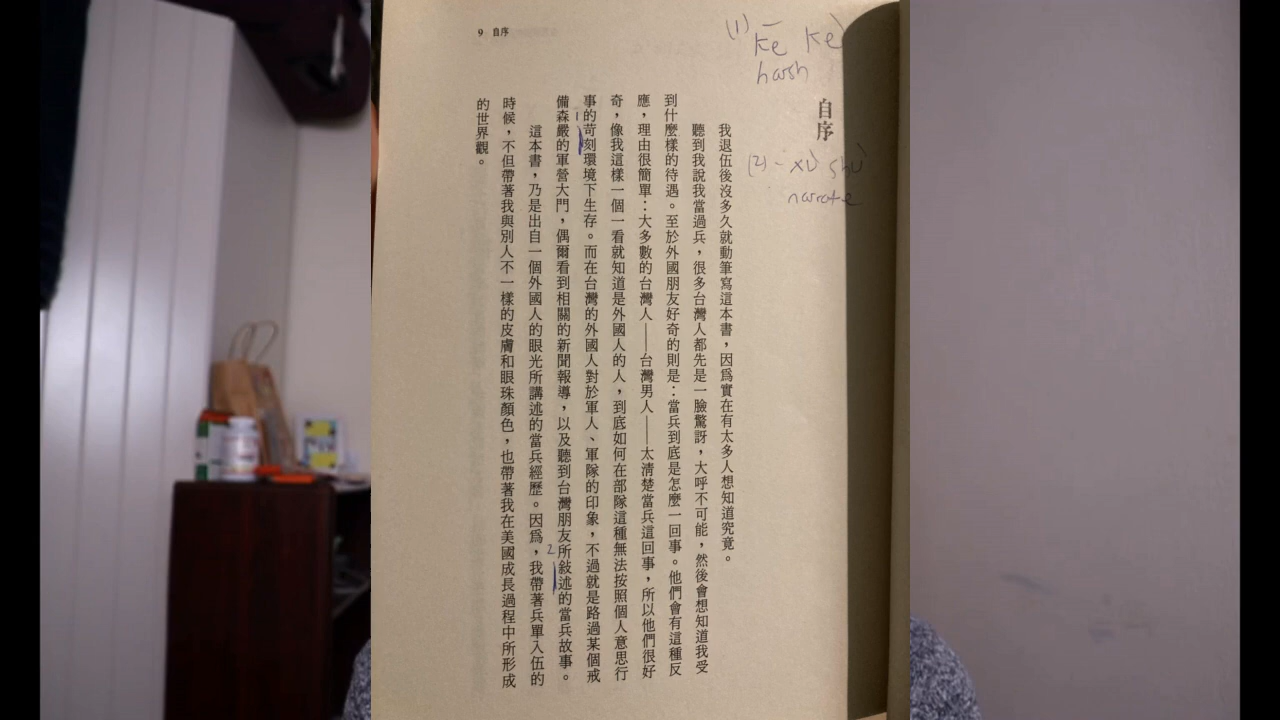 自序
我退伍後沒多久就動筆寫這本書，因爲實在有太多人想知道究竟。
聽到我說我當過兵，很多台灣人都先是一臉驚訝，大呼不可能，然後會想知道我受
到什麼樣的待遇。至於外國朋友好奇的則是：當兵到底是怎麼一回事。他們會有這種反
應，理由很簡單：大多數的台灣人——台灣男人——太清楚當兵這回事，所以他們很好
奇，像我這樣一個一看就知道是外國人的人，到底如何在部隊這種無法按照個人意思行
事的苛刻環境下生存。而在台灣的外國人對於軍人、軍隊的印象，不過就是路過某個戒
備森嚴的軍營大門，偶爾看到相關的新聞報導，以及聽到台灣朋友所敍述的當兵故事。
這本書，乃是出自一個外國人的眼光所講述的當兵經歷。因爲，我帶著兵單入伍的
時候，不但帶著我與別人不一樣的皮膚和眼珠顏色，也帶著我在美國成長過程中所形成
的世界觀。
9 自序
(1) kē kè
harsh
(2) - xù shù
narrate
1
2